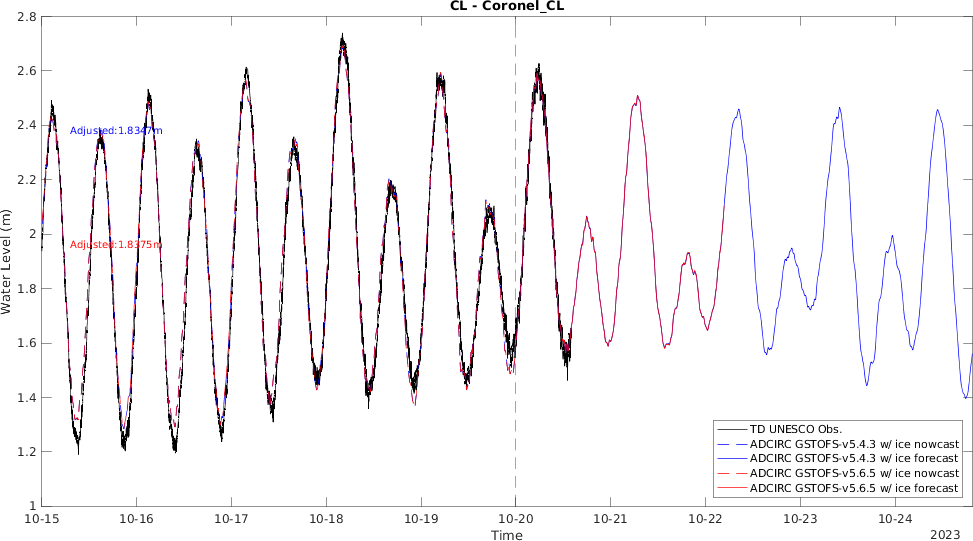 CL - Coronel_CL
2.8
2.6
2.4
2.2
2
1.8
1.6
1.4
1.2
1
Water Level (m)
Adjusted:1.8347m
Adjusted:1.8375m
TD UNESCO Obs.
ADCIRC GSTOFS-v5.4.3 w/ ice nowcast
ADCIRC GSTOFS-v5.4.3 w/ ice forecast
ADCIRC GSTOFS-v5.6.5 w/ ice nowcast
ADCIRC GSTOFS-v5.6.5 w/ ice forecast
10-15 10-16 10-17 10-18 10-19 10-20 10-21 10-22 10-23 10-24
Time
2023